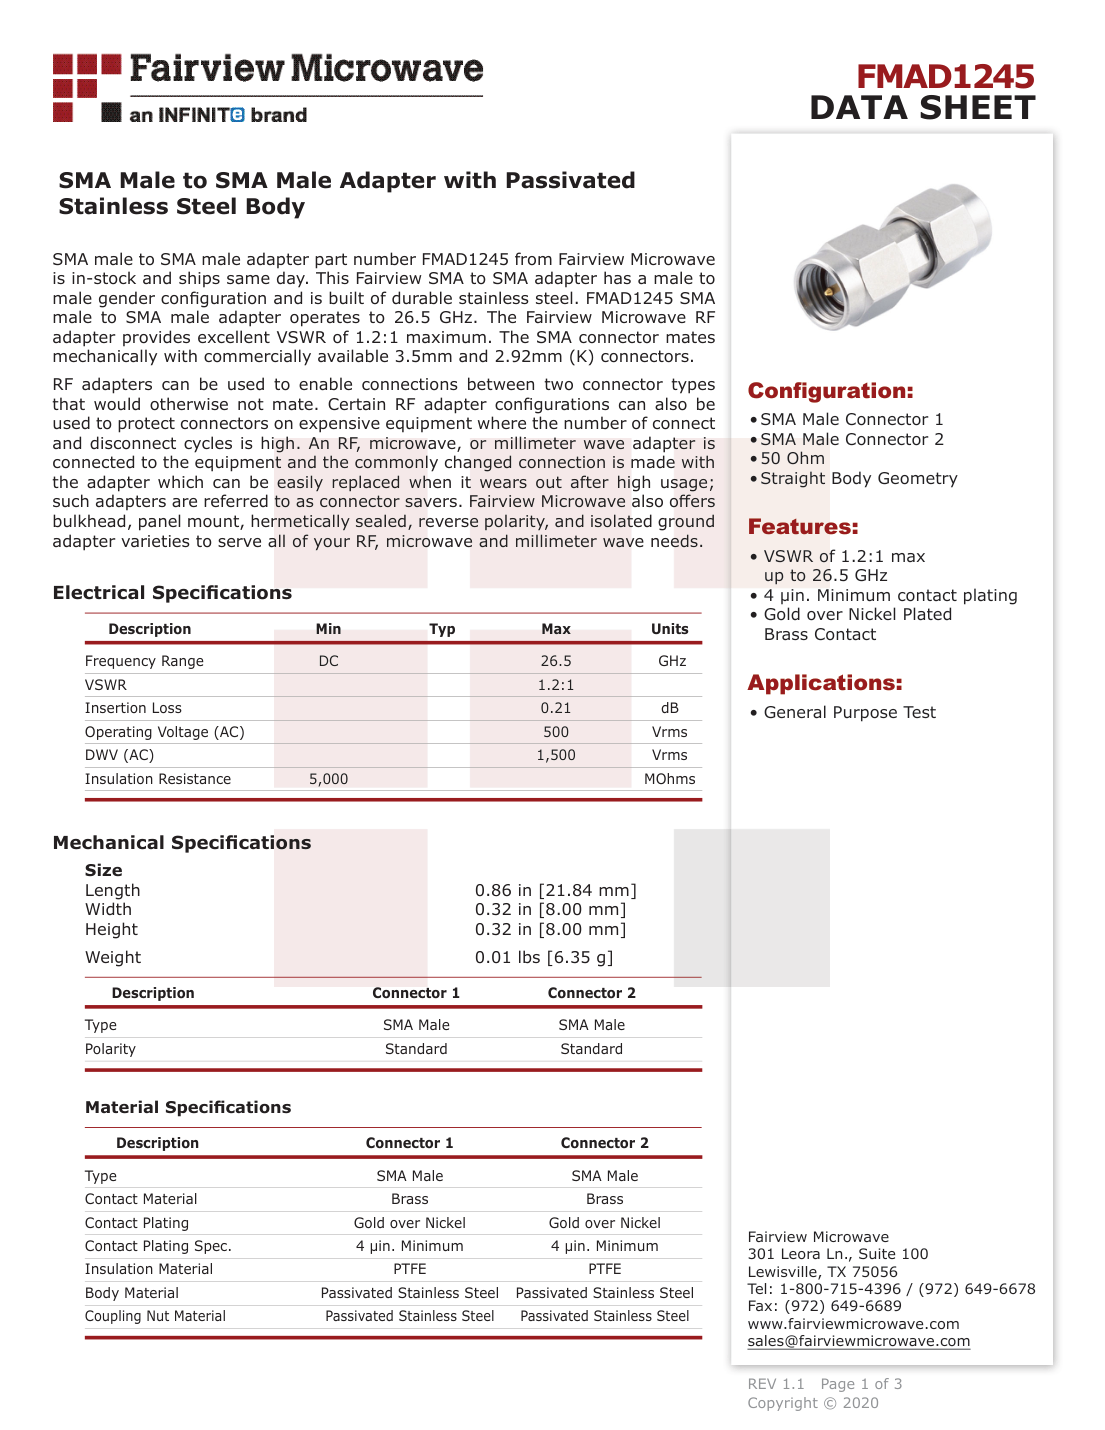 Fairview Microwave
an INFINITe brand
FMAD1245
DATA SHEET
SMA Male to SMA Male Adapter with Passivated
Stainless Steel Body
SMA male to SMA male adapter part number FMAD1245 from Fairview Microwave
is in-stock and ships same day. This Fairview SMA to SMA adapter has a male to
male gender configuration and is built of durable stainless steel. FMAD1245 SMA
male to SMA male adapter operates to 26.5 GHz. The Fairview Microwave RF
adapter provides excellent VSWR of 1.2:1 maximum. The SMA connector mates
mechanically with commercially available 3.5mm and 2.92mm (K) connectors.
RF adapters can be used to enable connections between two connector types
that would otherwise not mate. Certain RF adapter configurations can also be
used to protect connectors on expensive equipment where the number of connect
and disconnect cycles is high. An RF, microwave, or millimeter wave adapter is
connected to the equipment and the commonly changed connection is made with
the adapter which can be easily replaced when it wears out after high usage;
such adapters are referred to as connector savers. Fairview Microwave also offers
bulkhead, panel mount, hermetically sealed, reverse polarity, and isolated ground
adapter varieties to serve all of your RF, microwave and millimeter wave needs.
Electrical Specifications
Description Min Typ Max Units
Frequency Range DC 26.5 GHz
VSWR 1.2:1
Insertion Loss 0.21 dB
Operating Voltage (AC) 500 Vrms
DWV (AC) 1,500 Vrms
Insulation Resistance 5,000 MOhms
Mechanical Specifications
Size
Length 0.86 in [21.84 mm]
Width 0.32 in [8.00 mm]
Height 0.32 in [8.00 mm]
Weight 0.01 lbs [6.35 g]
Description Connector 1 Connector 2
Type SMA Male SMA Male
Polarity Standard Standard
Material Specifications
Description Connector 1 Connector 2
Type SMA Male SMA Male
Contact Material Brass Brass
Contact Plating Gold over Nickel Gold over Nickel
Contact Plating Spec. 4 µin. Minimum 4 µin. Minimum
Insulation Material PTFE PTFE
Body Material Passivated Stainless Steel Passivated Stainless Steel
Coupling Nut Material Passivated Stainless Steel Passivated Stainless Steel
Configuration:
• SMA Male Connector 1
• SMA Male Connector 2
• 50 Ohm
• Straight Body Geometry
Features:
• VSWR of 1.2:1 max
up to 26.5 GHz
• 4 µin. Minimum contact plating
• Gold over Nickel Plated
Brass Contact
Applications:
• General Purpose Test
Fairview Microwave
301 Leora Ln., Suite 100
Lewisville, TX 75056
Tel: 1-800-715-4396 / (972) 649-6678
Fax: (972) 649-6689
www.fairviewmicrowave.com
sales@fairviewmicrowave.com
REV 1.1 Page 1 of 3
Copyright © 2020